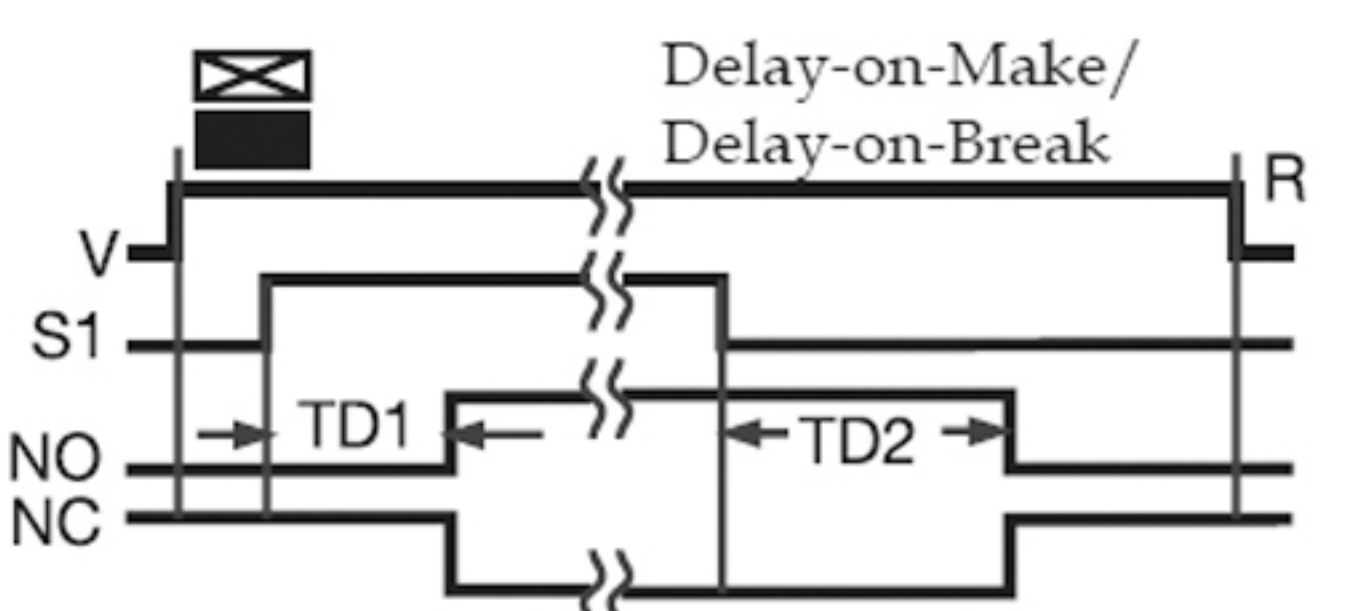 Delay-on-Make/
Delay-on-Break
R
V
S1
TD1
NO
TD2
NC